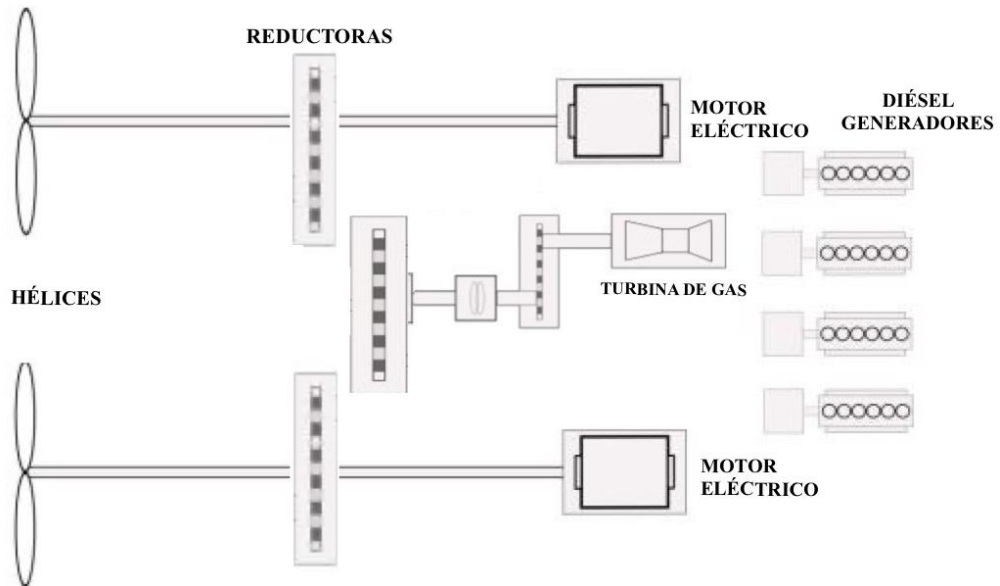 REDUCTORAS
MOTOR
ELÉCTRICO
DIÉSEL
GENERADORES
HÉLICES
TURBINA DE GAS
MOTOR
ELÉCTRICO